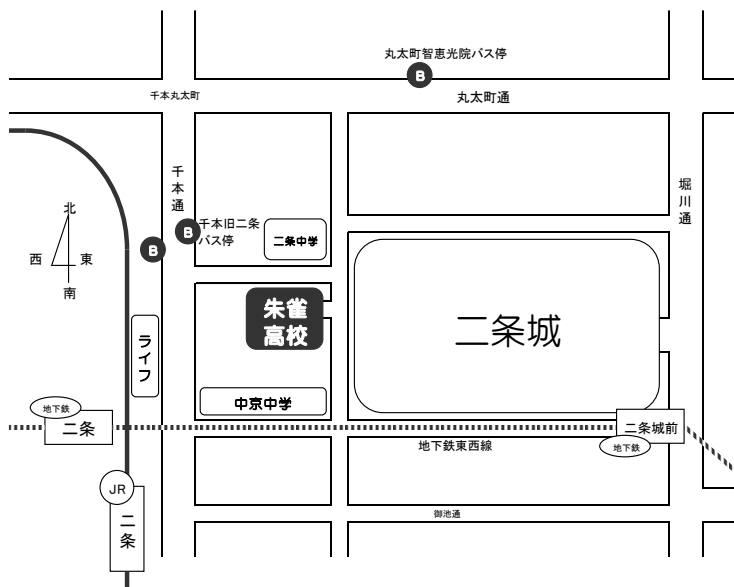 丸太町智恵光院バス停
B
千本丸太町
丸太町通
千本通
堀川通
北
西 東
南
B
B
千本旧二条
バス停
二条中学
朱雀
高校
二条城
ライフ
中京中学
地下鉄
二条
二条城前
地下鉄
地下鉄東西線
JR
二条
御池通